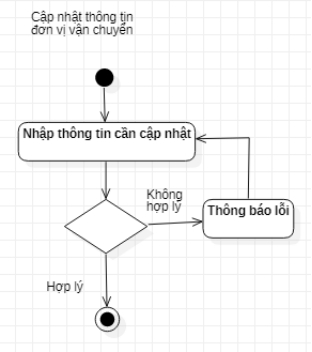 Cập nhật thông tin
đơn vị vận chuyển
Nhập thông tin cần cập nhật
Không
hợp lý
Thông báo lỗi
Hợp lý